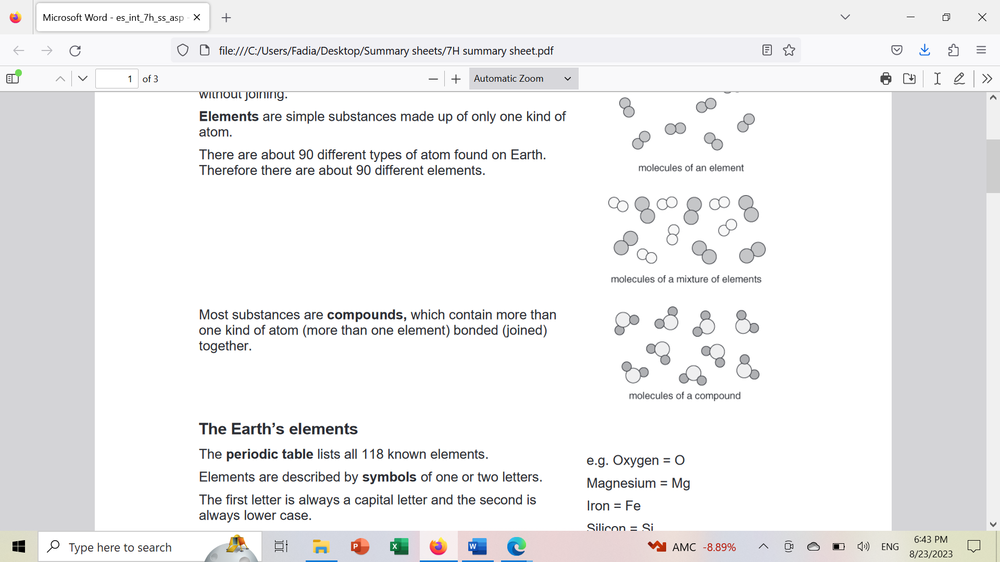 Microsoft Word - es_int_7h_ss_asp -
file:///C:/Users/Fadia/Desktop/Summary sheets/7H summary sheet.pdf
1 of 3
Automatic Zoom
without joining.
Elements are simple substances made up of only one kind of
atom.
There are about 90 different types of atom found on Earth.
Therefore there are about 90 different elements.
molecules of an element
molecules of a mixture of elements
Most substances are compounds, which contain more than
one kind of atom (more than one element) bonded (joined)
together.
molecules of a compound
The Earth’s elements
The periodic table lists all 118 known elements.
Elements are described by symbols of one or two letters.
The first letter is always a capital letter and the second is
always lower case.
e.g. Oxygen = O
Magnesium = Mg
Iron = Fe
Silicon = Si
Type here to search
AMC -8.89%
ENG
6:43 PM
8/23/2023